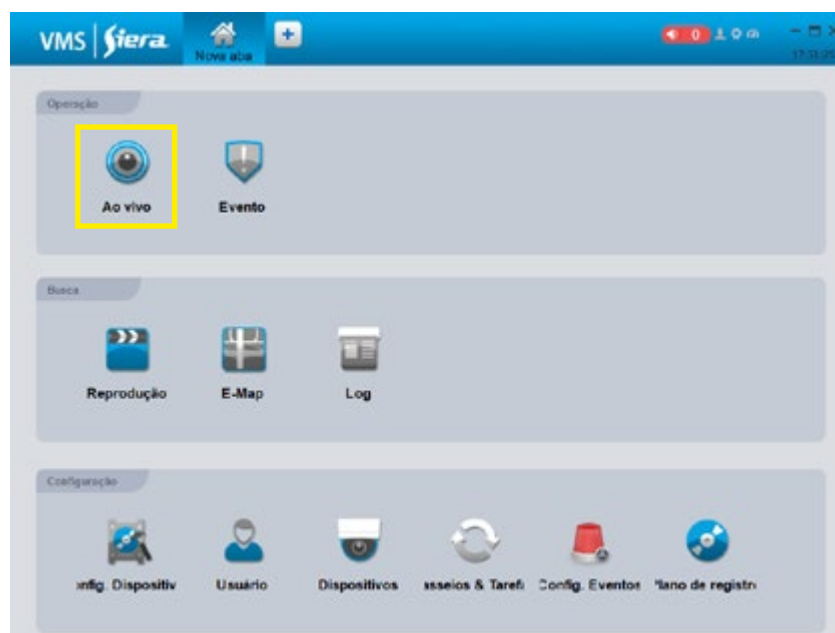 VMS | Siera
Nova aba
0
Operação
Ao vivo
Evento
Busca
Reprodução
E-Map
Log
Configuração
nfig. Dispositiv
Usuário
Dispositivos
asseios & Taref
Config. Eventos
lano de registr